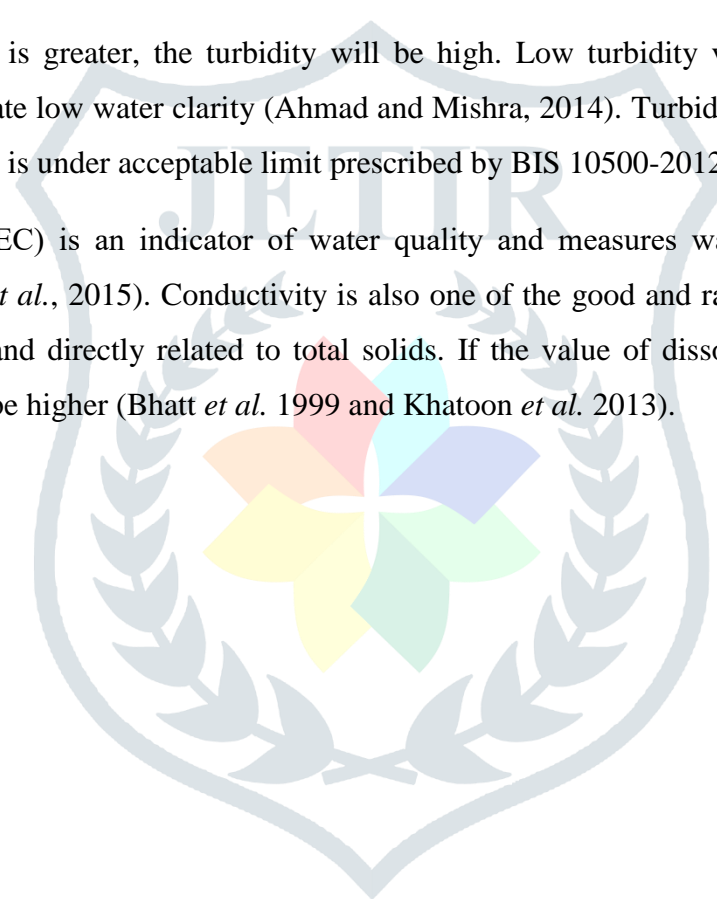 is greater, the turbidity will be high. Low turbidity
ate low water clarity (Ahmad and Mishra, 2014). Turbid
is under acceptable limit prescribed by BIS 10500-2012
JETIR
EC) is an indicator of water quality and measures wa
t al., 2015). Conductivity is also one of the good and ra
and directly related to total solids. If the value of disso
be higher (Bhatt et al. 1999 and Khatoon et al. 2013).